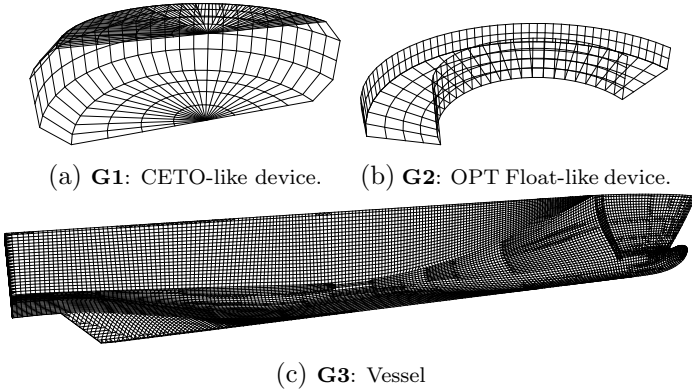 (a) G1: CETO-like device.
(b) G2: OPT Float-like device.
(c) G3: Vessel